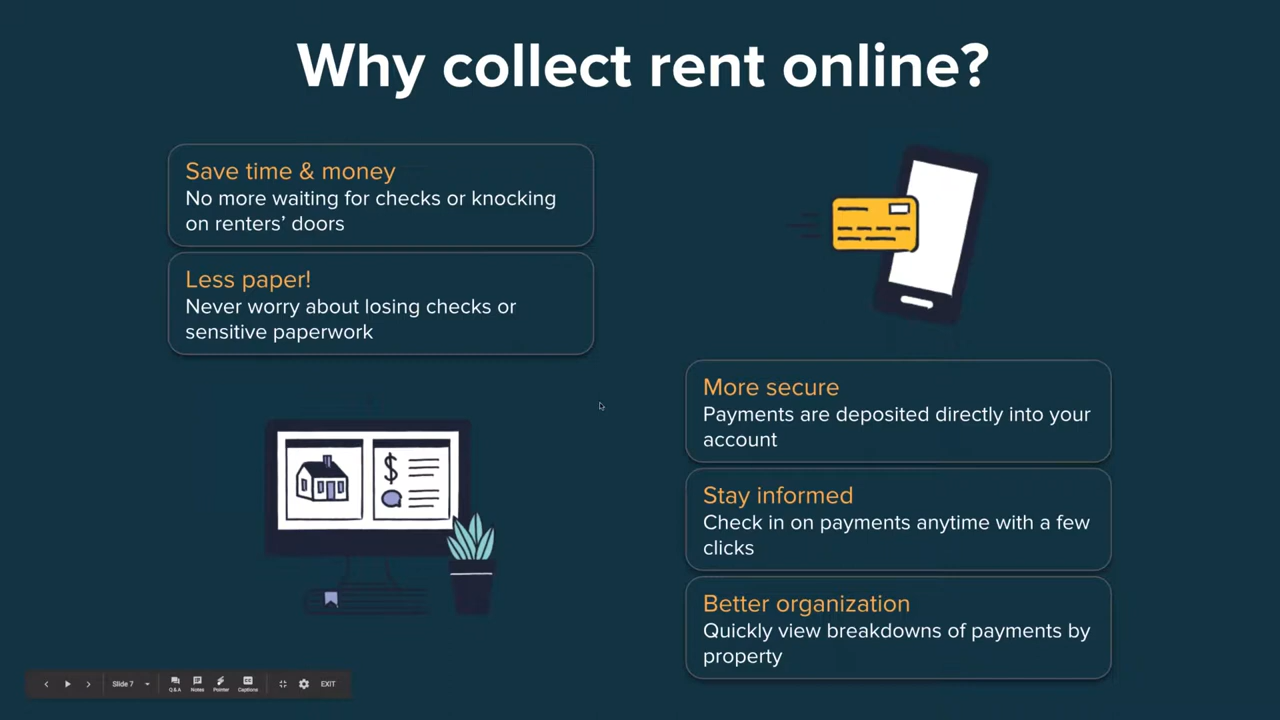 Why collect rent online?
Save time & money
No more waiting for checks or knocking
on renters’ doors
Less paper!
Never worry about losing checks or
sensitive paperwork
More secure
Payments are deposited directly into your
account
Stay informed
Check in on payments anytime with a few
clicks
Better organization
Quickly view breakdowns of payments by
property
$
Slide 7
Q&A
Notes
Pointer
Captions
EXIT